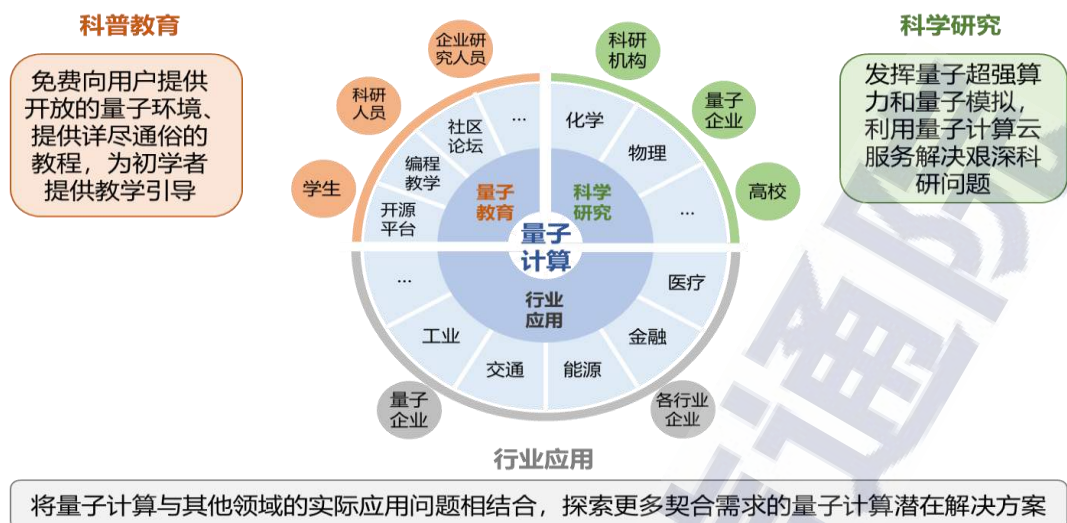 科普教育
免费向用户提供
开放的量子环境、
提供详尽通俗的
教程，为初学者
提供教学引导
企业研
究人员
科研
人员
学生
社区
论坛
…
编程
教学
开源
平台
量子
教育
科研
机构
量子
企业
高校
化学
物理
…
科学
研究
量子
计算
科学研究
发挥量子超强算
力和量子模拟，
利用量子计算云
服务解决艰深科
研问题
行业
应用
…
工业
交通
能源
金融
医疗
量子
企业
各行业
企业
行业应用
将量子计算与其他领域的实际应用问题相结合，探索更多契合需求的量子计算潜在解决方案